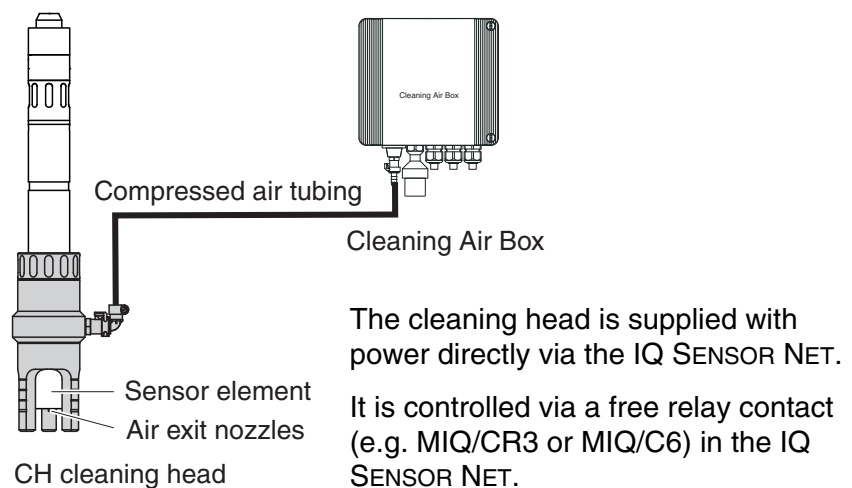 Cleaning Air Box
Compressed air tubing
Cleaning Air Box
The cleaning head is supplied with
power directly via the IQ SENSOR NET.
Sensor element
It is controlled via a free relay contact
Air exit nozzles
(e.g. MIQ/CR3 or MIQ/C6) in the IQ
CH cleaning head
SENSOR NET.